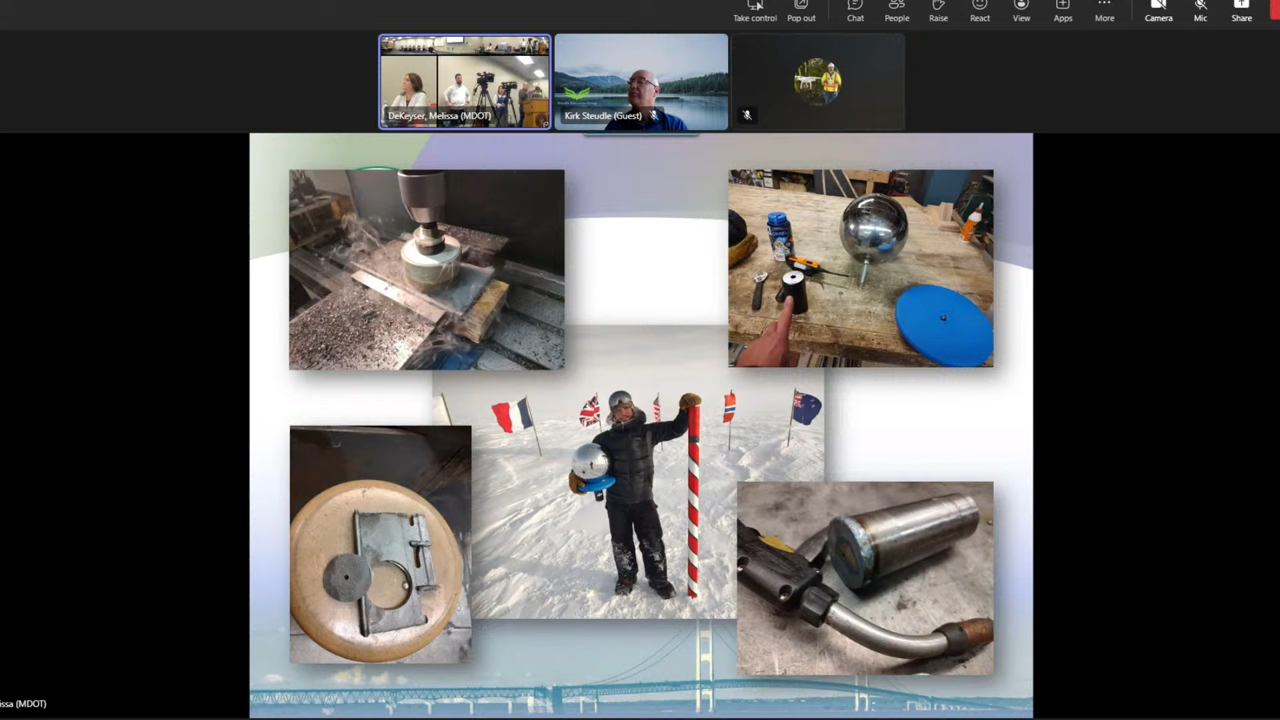 Take control Pop out Chat People Raise React View Apps More Camera Mic Share
DeKeyser, Melissa (MDOT)
Kirk Steudle (Guest)
issa (MDOT)